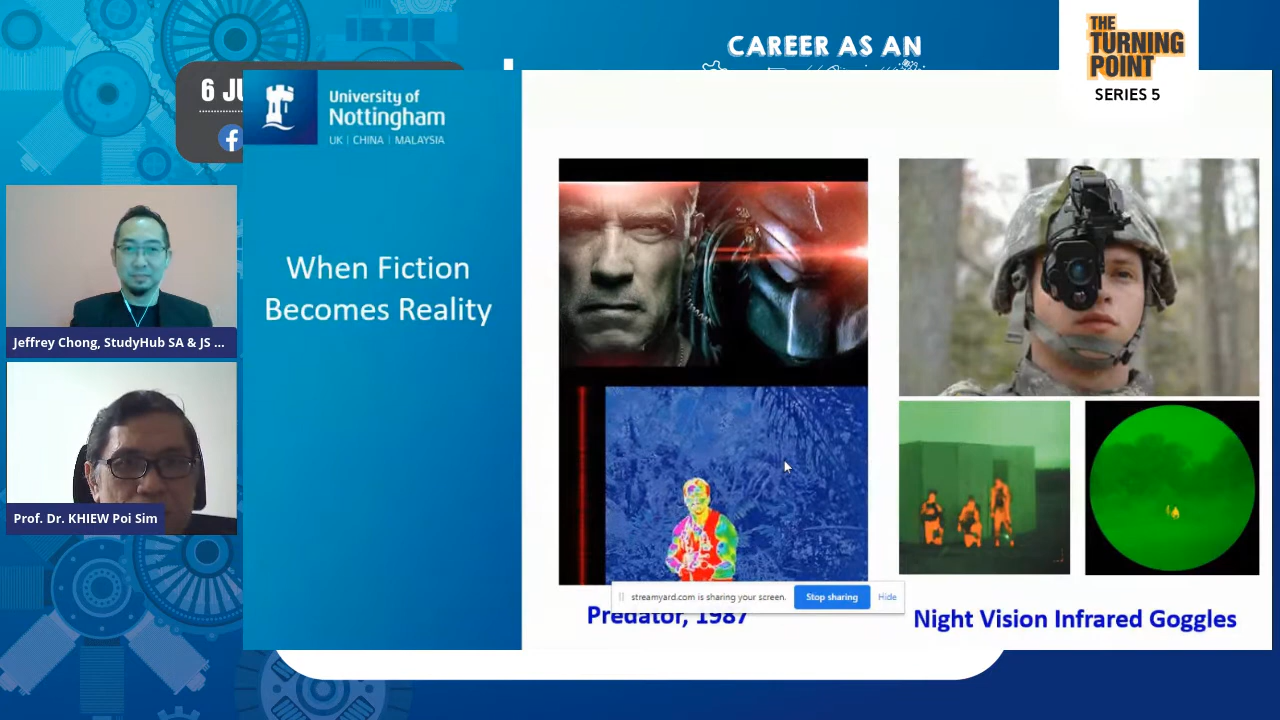 CAREER AS AN
THE
TURNING
POINT
SERIES 5
6 JU
University of
Nottingham
UK | CHINA | MALAYSIA
When Fiction
Becomes Reality
Jeffrey Chong, StudyHub SA & JS ...
Prof. Dr. KHIEW Poi Sim
streamyard.com is sharing your screen.
Stop sharing
Hide
Predator, 1987
Night Vision Infrared Goggles